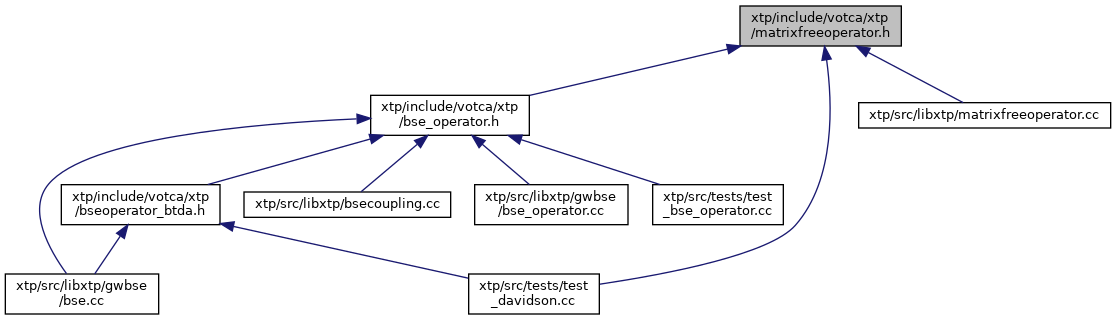 xtp/include/votca/xtp
/matrixfreeoperator.h
xtp/include/votca/xtp
/bse_operator.h
xtp/src/libxtp/matrixfreeoperator.cc
xtp/include/votca/xtp
/bseoperator_btda.h
xtp/src/libxtp/bsecoupling.cc
xtp/src/libxtp/gwbse
/bse_operator.cc
xtp/src/tests/test
_bse_operator.cc
xtp/src/libxtp/gwbse
/bse.cc
xtp/src/tests/test
_davidson.cc